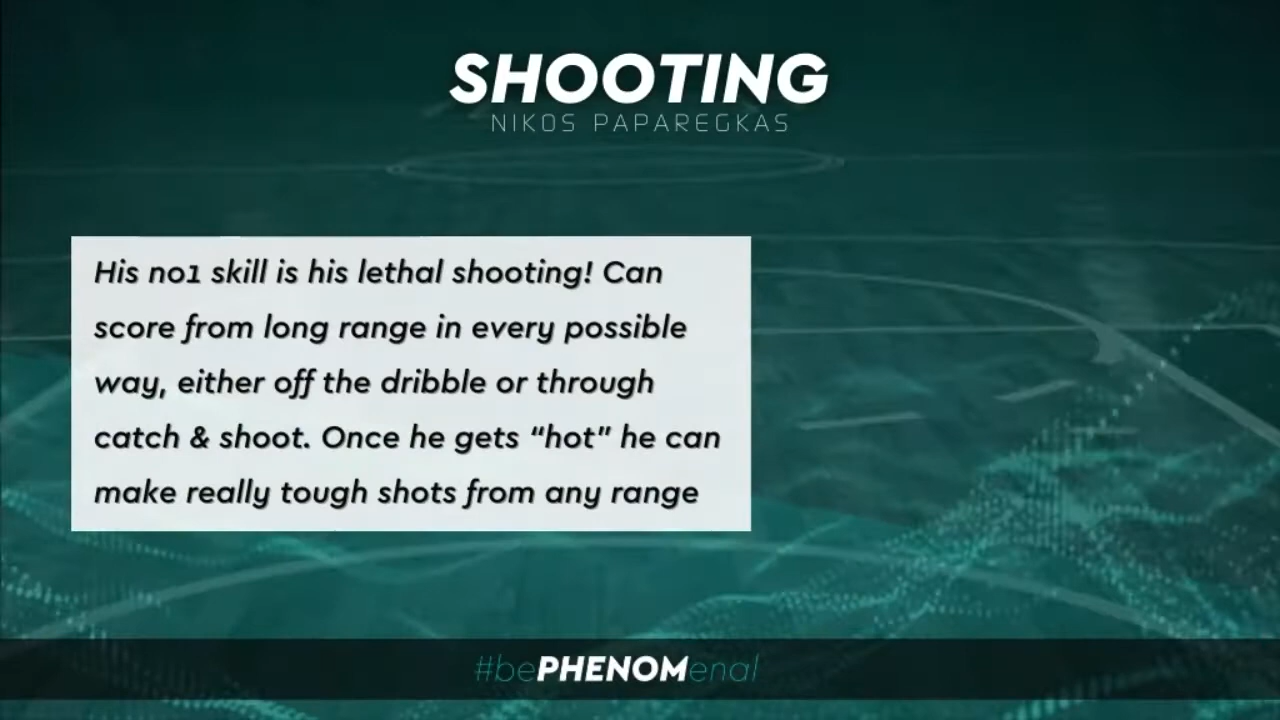 SHOOTING
NIKOS PAPAREGKAS
His no1 skill is his lethal shooting! Can
score from long range in every possible
way, either off the dribble or through
catch & shoot. Once he gets “hot” he can
make really tough shots from any range
#bePHENOMenal